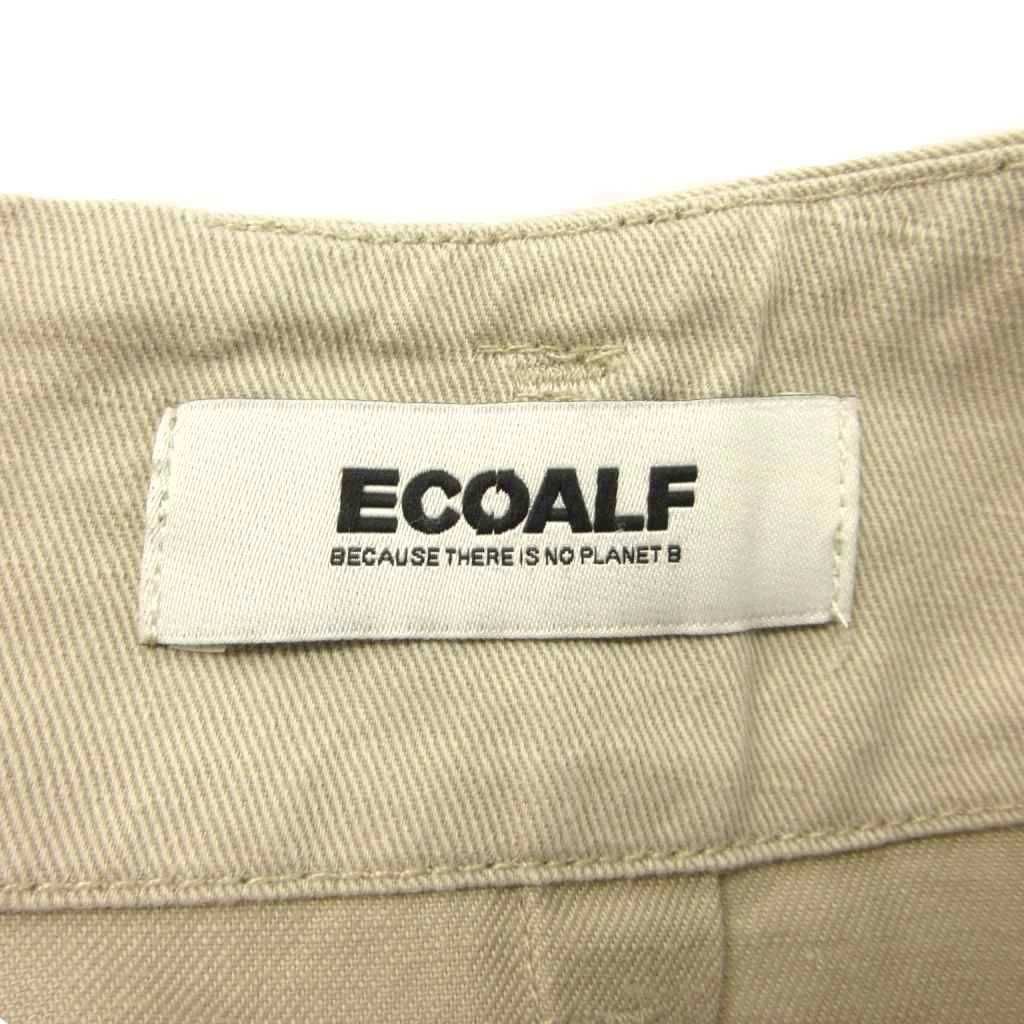 ECOALF
BECAUSE THERE IS NO PLANET B